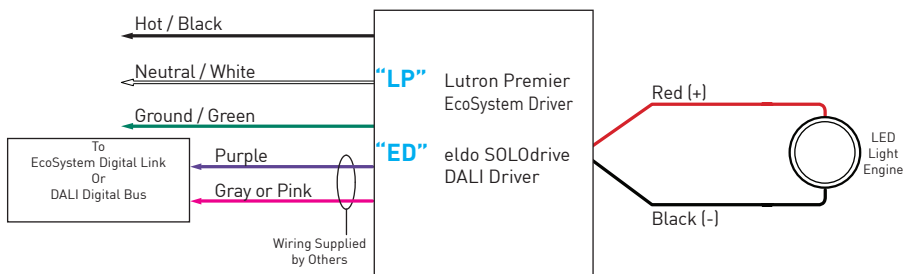 Hot / Black
Neutral / White
Ground / Green
To
EcoSystem Digital Link
Or
DALI Digital Bus
Purple
Gray or Pink
Wiring Supplied
by Others
“LP” Lutron Premier
EcoSystem Driver
“ED” eldo SOLOdrive
DALI Driver
Red (+)
Black (-)
LED
Light
Engine